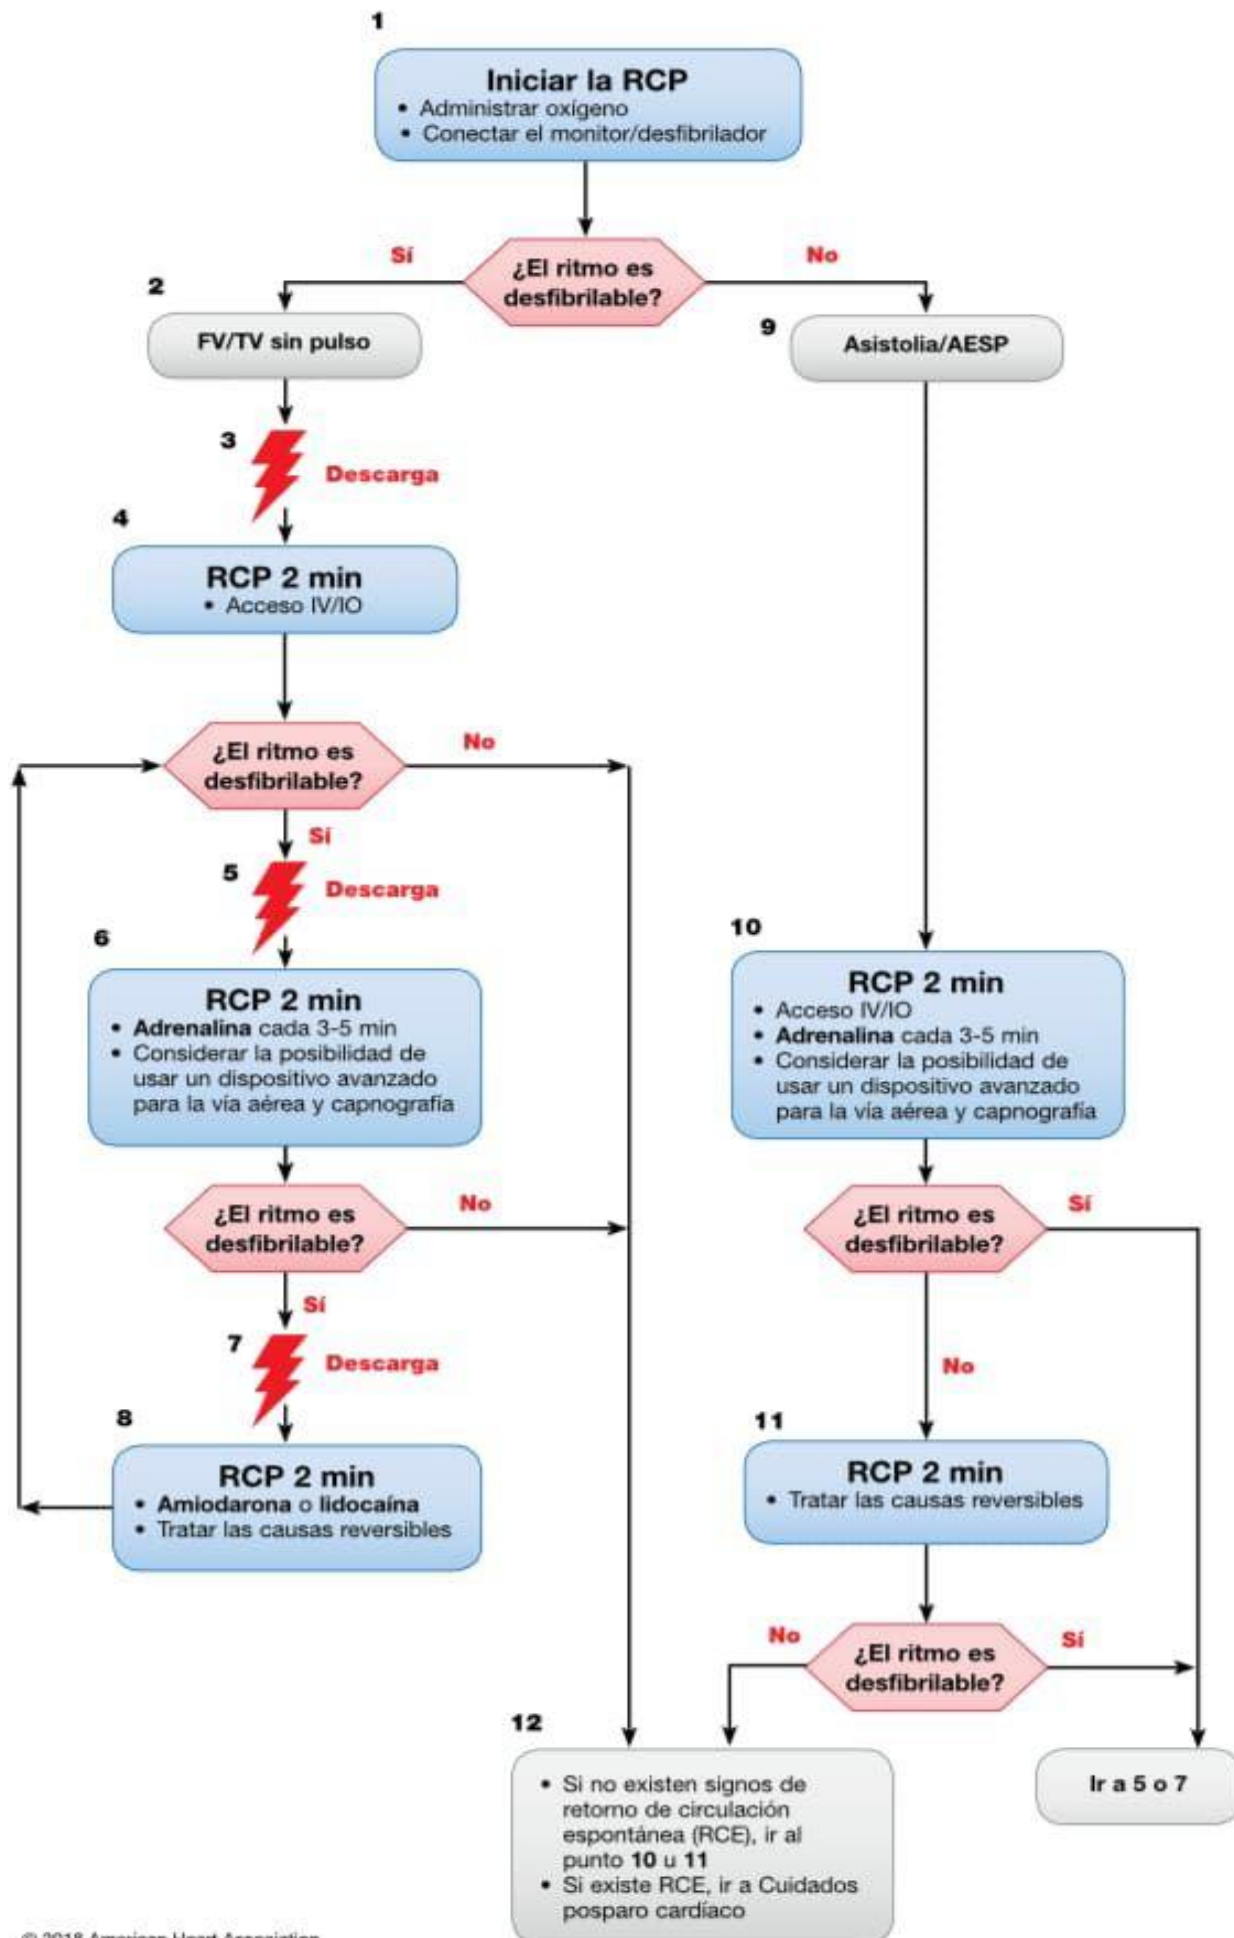 1
Iniciar la RCP
• Administrar oxígeno
• Conectar el monitor/desfibrilador
¿El ritmo es
desfibrilable?
Sí
No
2
FV/TV sin pulso
9
Asistolia/AESP
3
Descarga
4
RCP 2 min
• Acceso IV/IO
¿El ritmo es
desfibrilable?
No
Sí
5
Descarga
6
RCP 2 min
• Adrenalina cada 3-5 min
• Considerar la posibilidad de
usar un dispositivo avanzado
para la vía aérea y capnografía
¿El ritmo es
desfibrilable?
No
Sí
7
Descarga
8
RCP 2 min
• Amiodarona o lidocaína
• Tratar las causas reversibles
10
RCP 2 min
• Acceso IV/IO
• Adrenalina cada 3-5 min
• Considerar la posibilidad de
usar un dispositivo avanzado
para la vía aérea y capnografía
¿El ritmo es
desfibrilable?
Sí
No
11
RCP 2 min
• Tratar las causas reversibles
¿El ritmo es
desfibrilable?
No
Sí
12
• Si no existen signos de
retorno de circulación
espontánea (RCE), ir al
punto 10 u 11
• Si existe RCE, ir a Cuidados
posparo cardíaco
Ir a 5 o 7
© 2018 American Heart Association